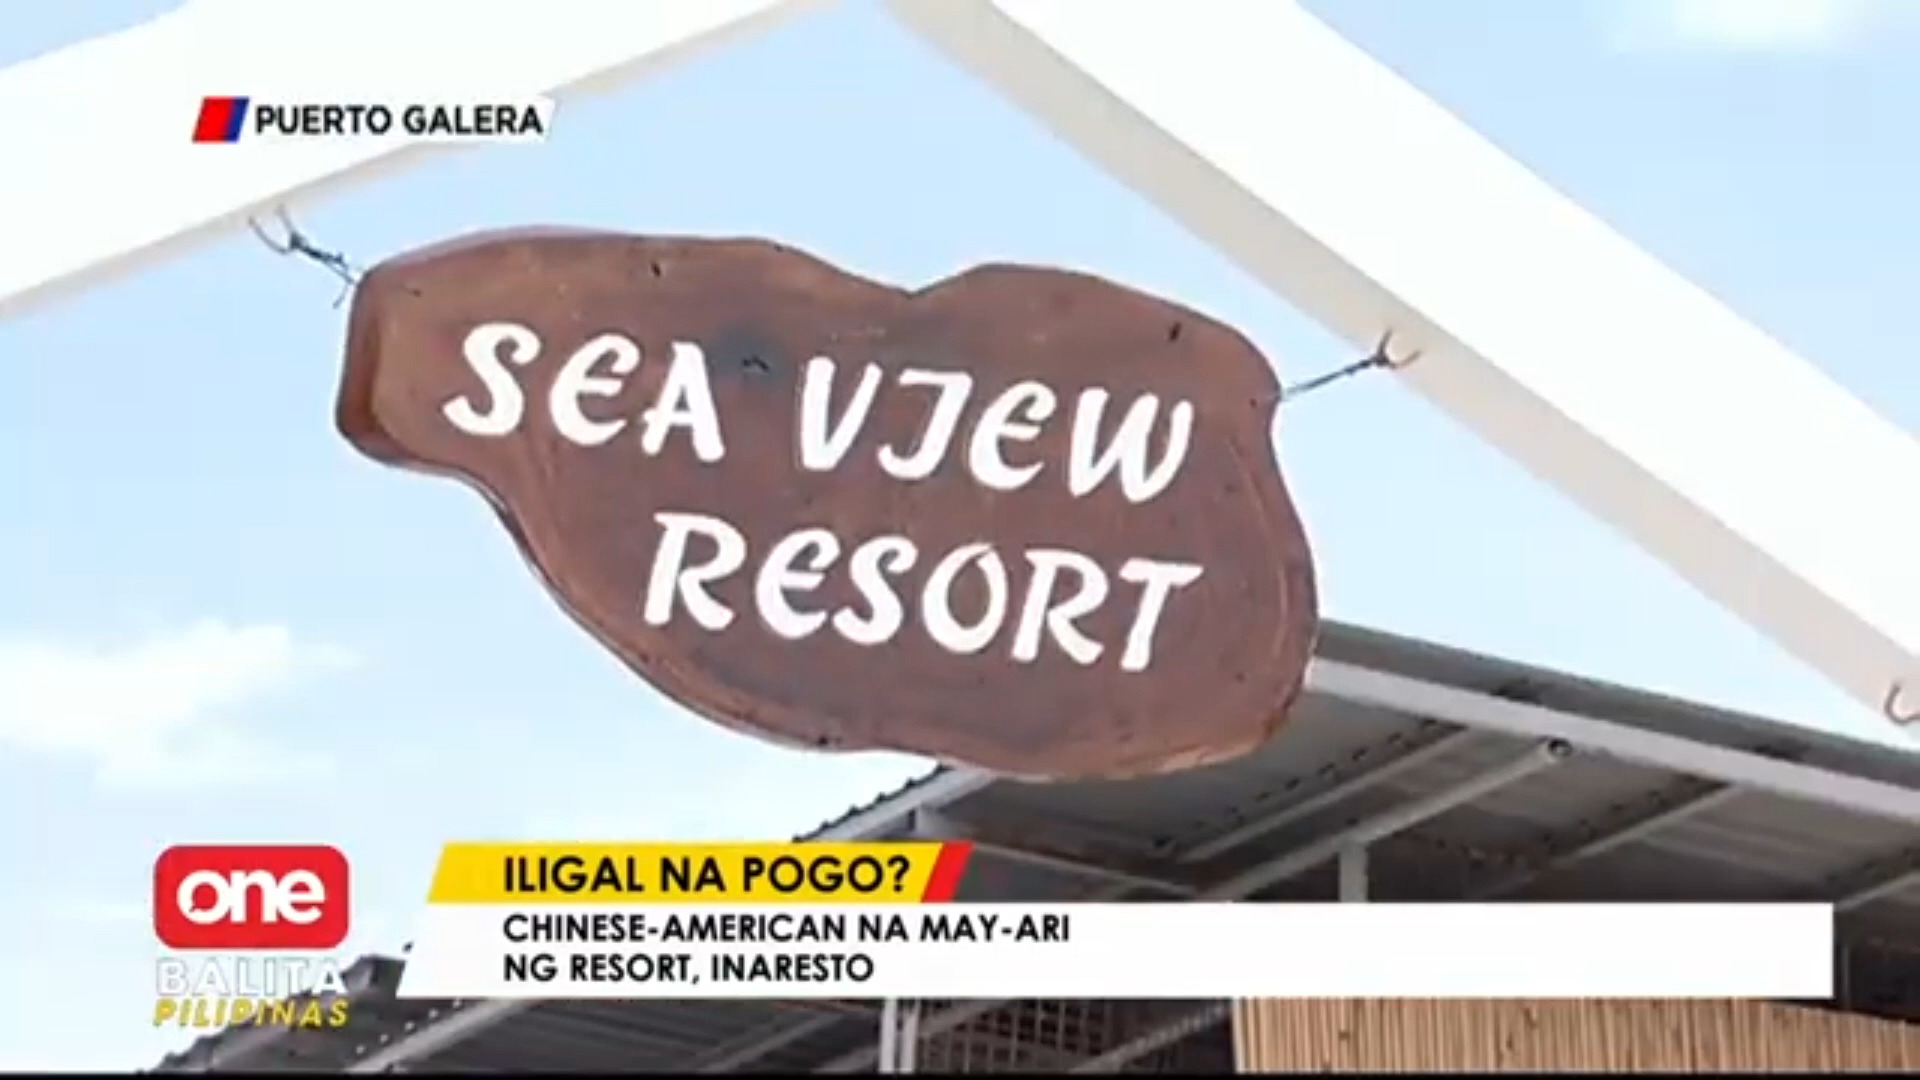 PUERTO GALERA
SEA VIEW
RESORT
ILIGAL NA POGO?
CHINESE-AMERICAN NA MAY-ARI
NG RESORT, INARESTO
one
BALITA
PILIPINAS